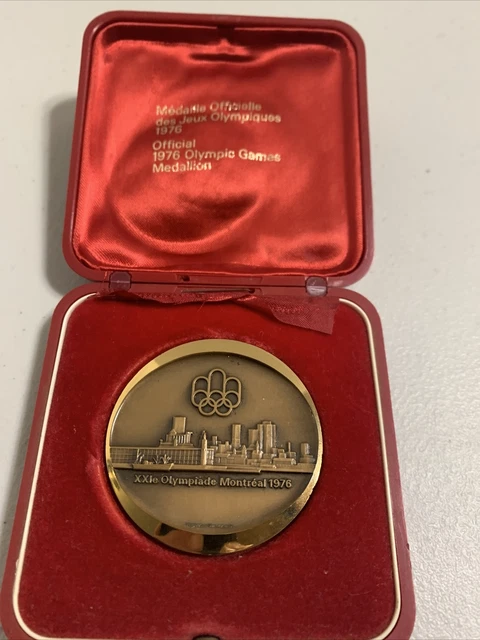 Médaille Officielle
des Jeux Olympiques
1976
Official
1976 Olympic Games
Medallion
XXIe Olympiade Montréal 1976